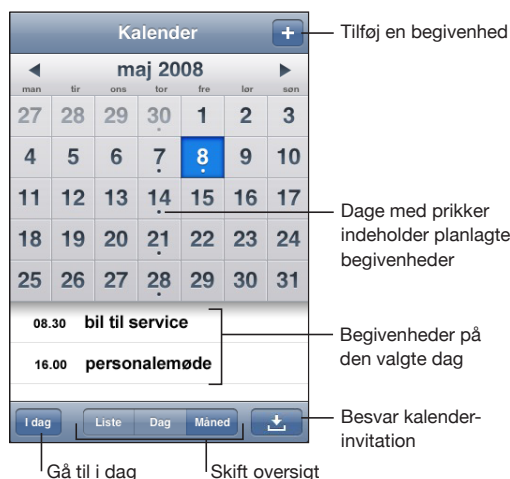 Kalender
+
Tilføj en begivenhed
maj 2008
man tir ons tor fre lør søn
27 28 29 30 1 2 3
4 5 6 7 8 9 10
11 12 13 14 15 16 17
18 19 20 21 22 23 24
25 26 27 28 29 30 31
Dage med prikker
indeholder planlagte
begivenheder
08.30 bil til service
16.00 personalemøde
Begivenheder på
den valgte dag
I dag Liste Dag Måned
Besvar kalender-
invitation
Gå til i dag
Skift oversigt